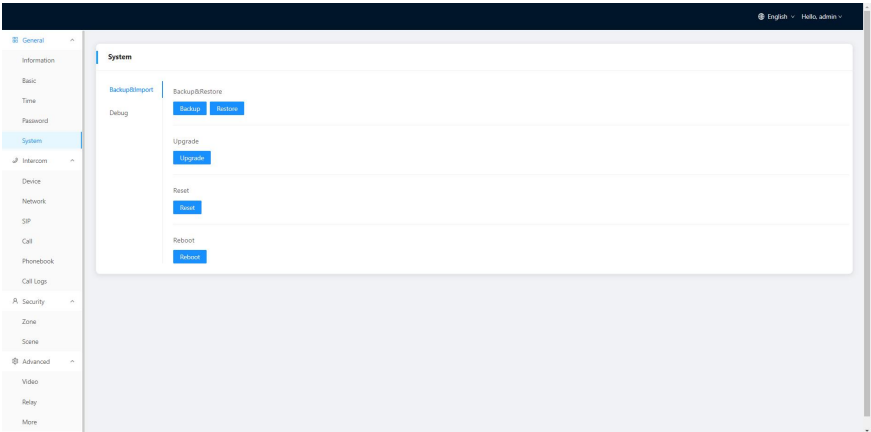 English
Hello, admin
General
Information
Basic
Time
Password
System
Intercom
Device
Network
SIP
Call
Phonebook
Call Logs
Security
Zone
Scene
Advanced
Video
Relay
More
System
Backup&Import
Debug
Backup&Restore
Backup Restore
Upgrade
Upgrade
Reset
Reset
Reboot
Reboot